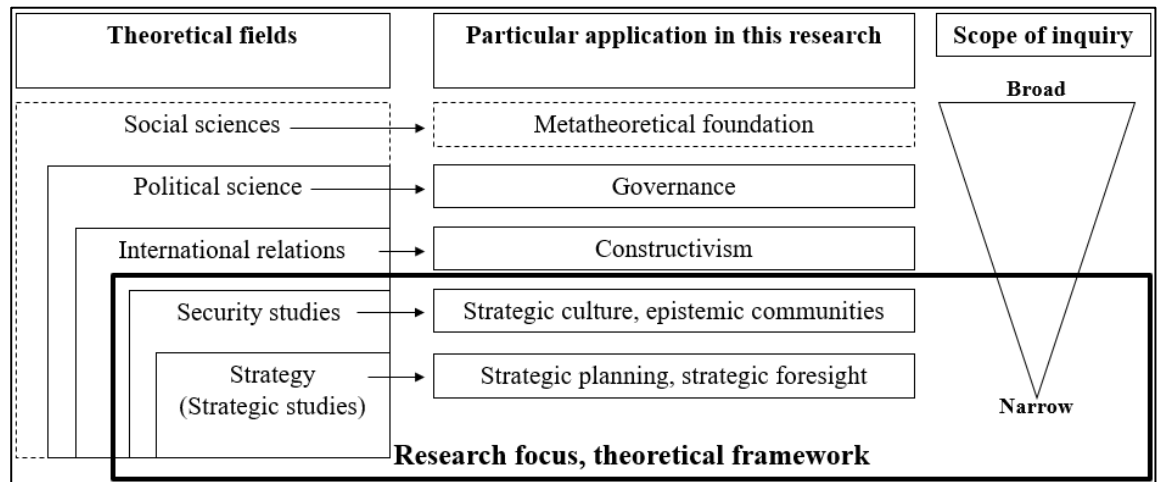 Theoretical fields
Particular application in this research
Scope of inquiry
Broad
Social sciences
Metatheoretical foundation
Political science
Governance
International relations
Constructivism
Security studies
Strategic culture, epistemic communities
Strategy
(Strategic studies)
Strategic planning, strategic foresight
Narrow
Research focus, theoretical framework